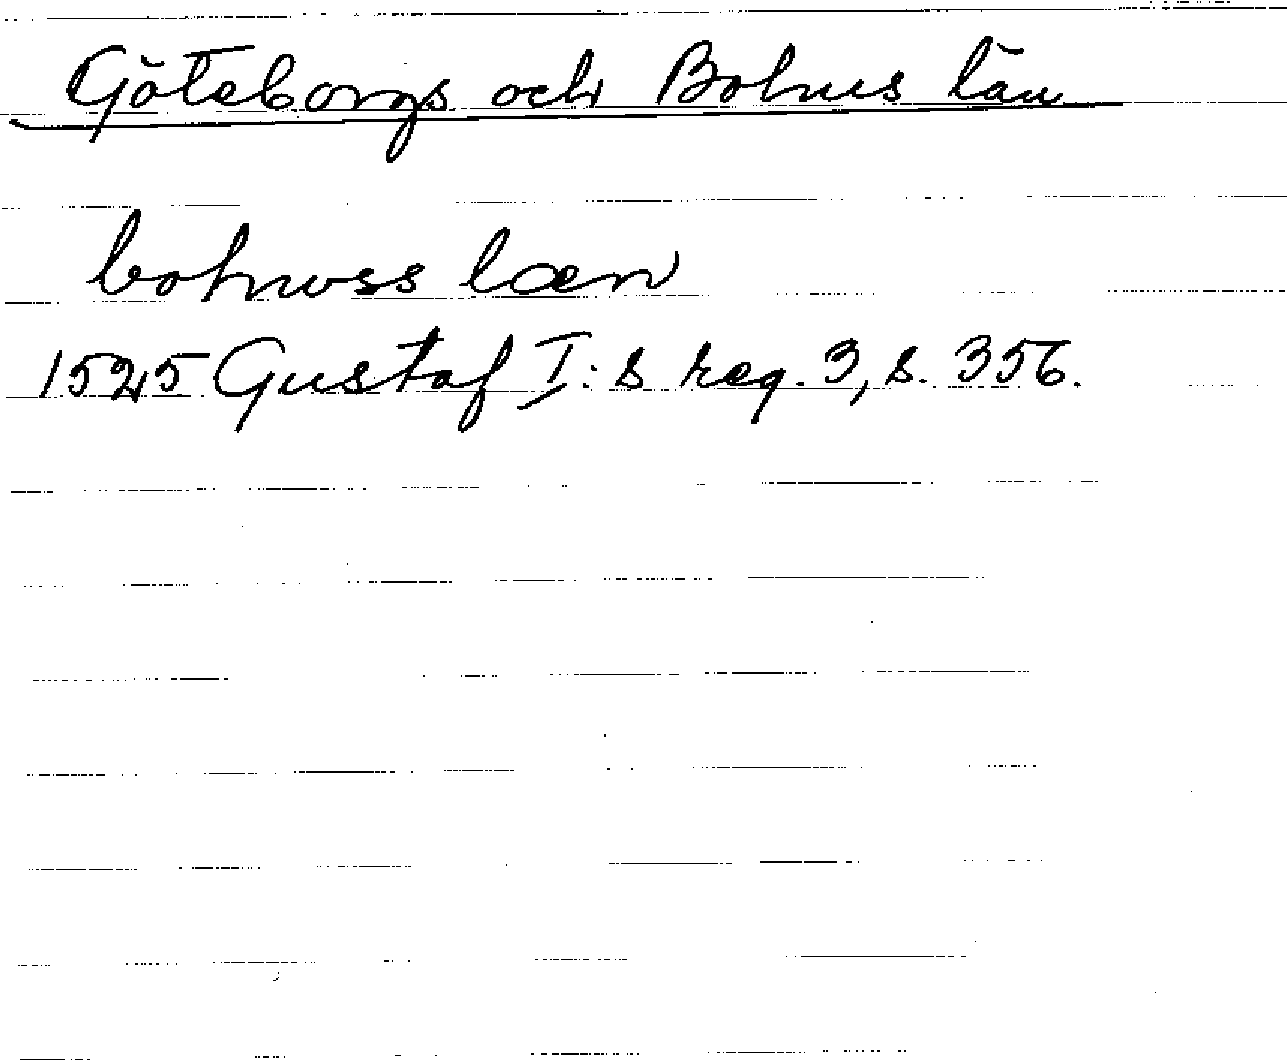 Göteborgs och Bohus län
bohuss læn
1525 Gustaf I:s reg. 3, s. 356.